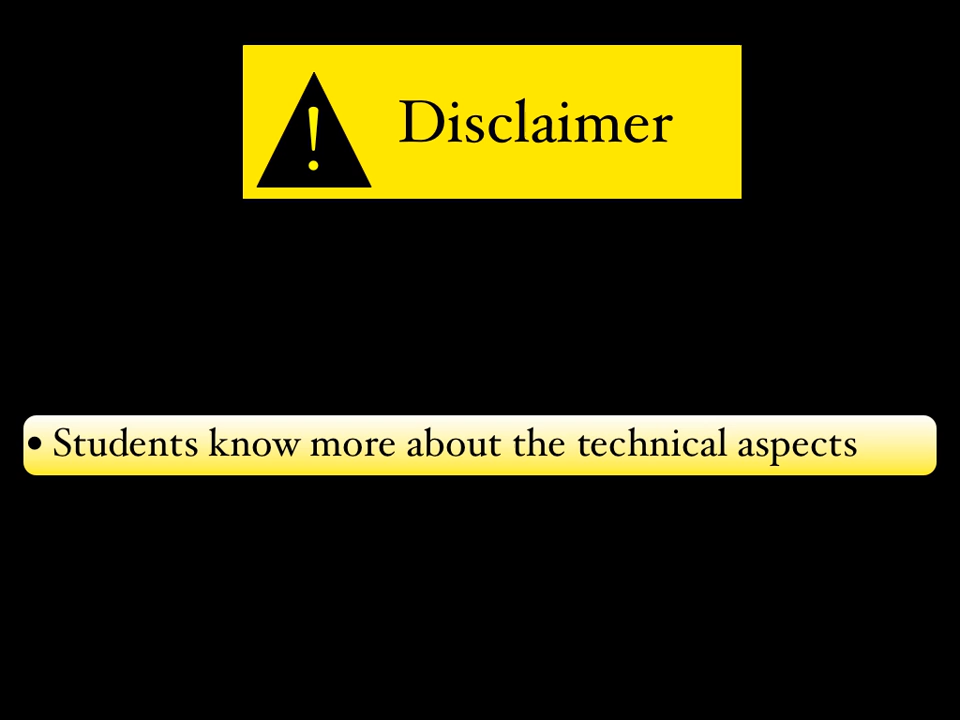 ! Disclaimer
• Students know more about the technical aspects